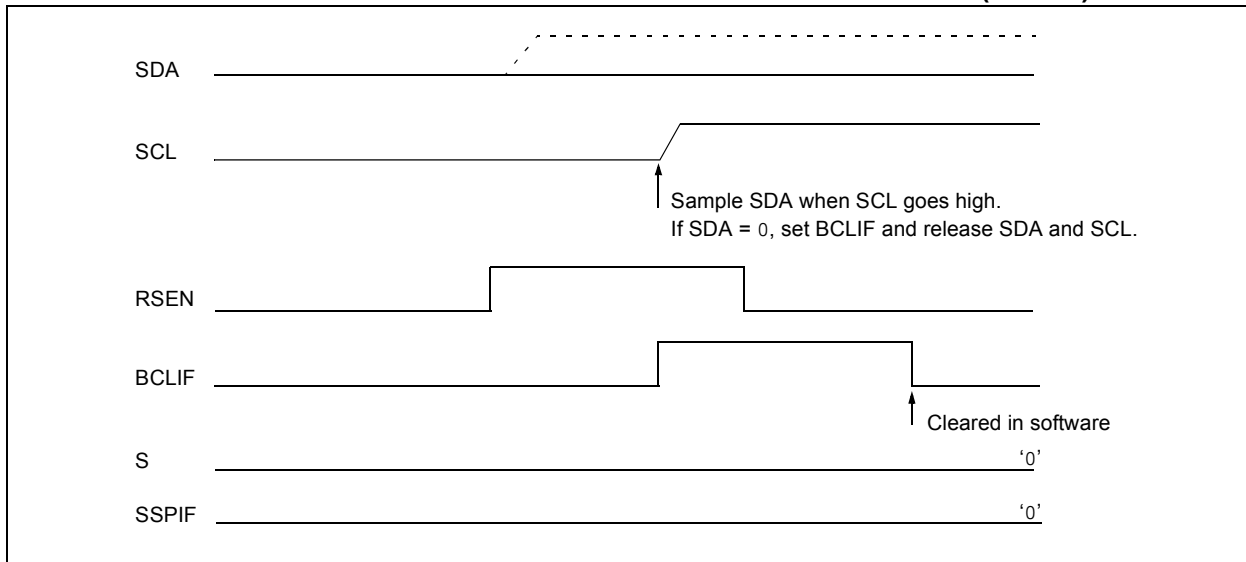 SDA
SCL
Sample SDA when SCL goes high.
If SDA = 0, set BCLIF and release SDA and SCL.
RSEN
BCLIF
Cleared in software
S
‘0’
SSPIF
‘0’